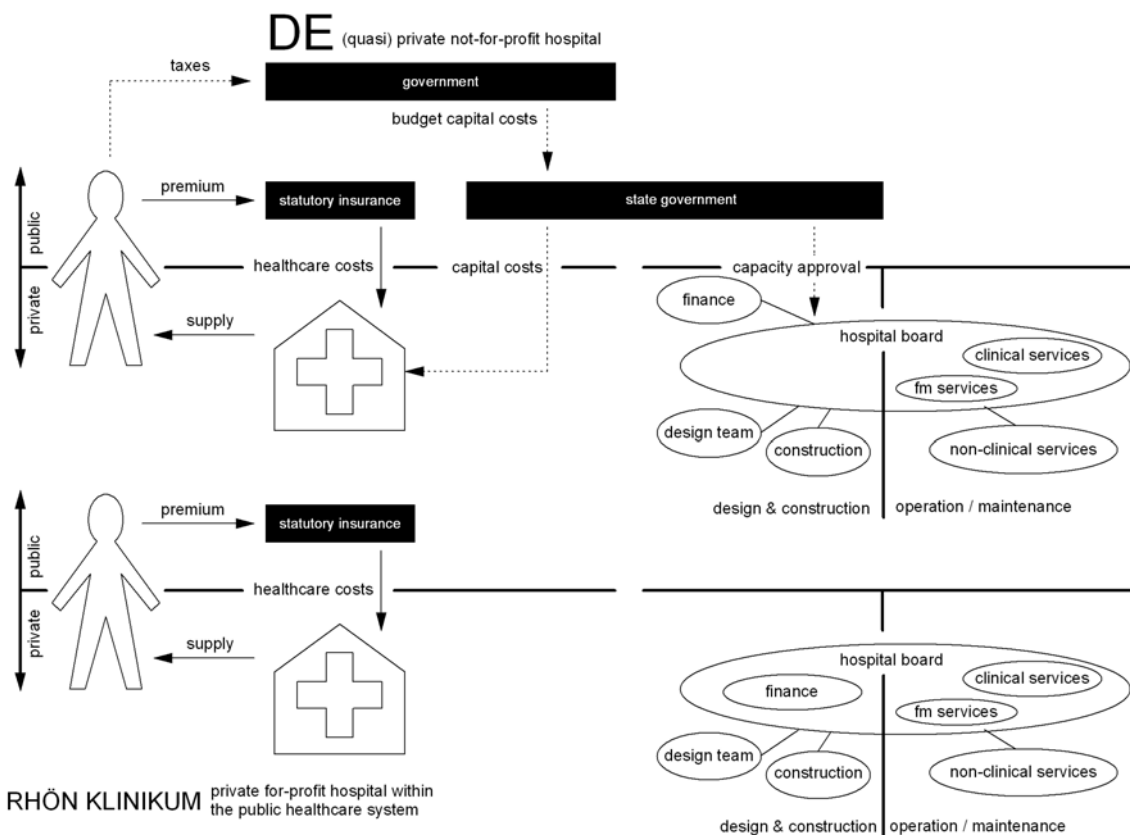 DE (quasi) private not-for-profit hospital
taxes
government
budget capital costs
premium
statutory insurance
state government
public
private
healthcare costs
capital costs
capacity approval
finance
supply
hospital board
clinical services
fm services
design team
construction
non-clinical services
design & construction
operation / maintenance
premium
statutory insurance
public
private
healthcare costs
supply
hospital board
finance
clinical services
fm services
design team
construction
non-clinical services
RHÖN KLINIKUM private for-profit hospital within
the public healthcare system
design & construction
operation / maintenance